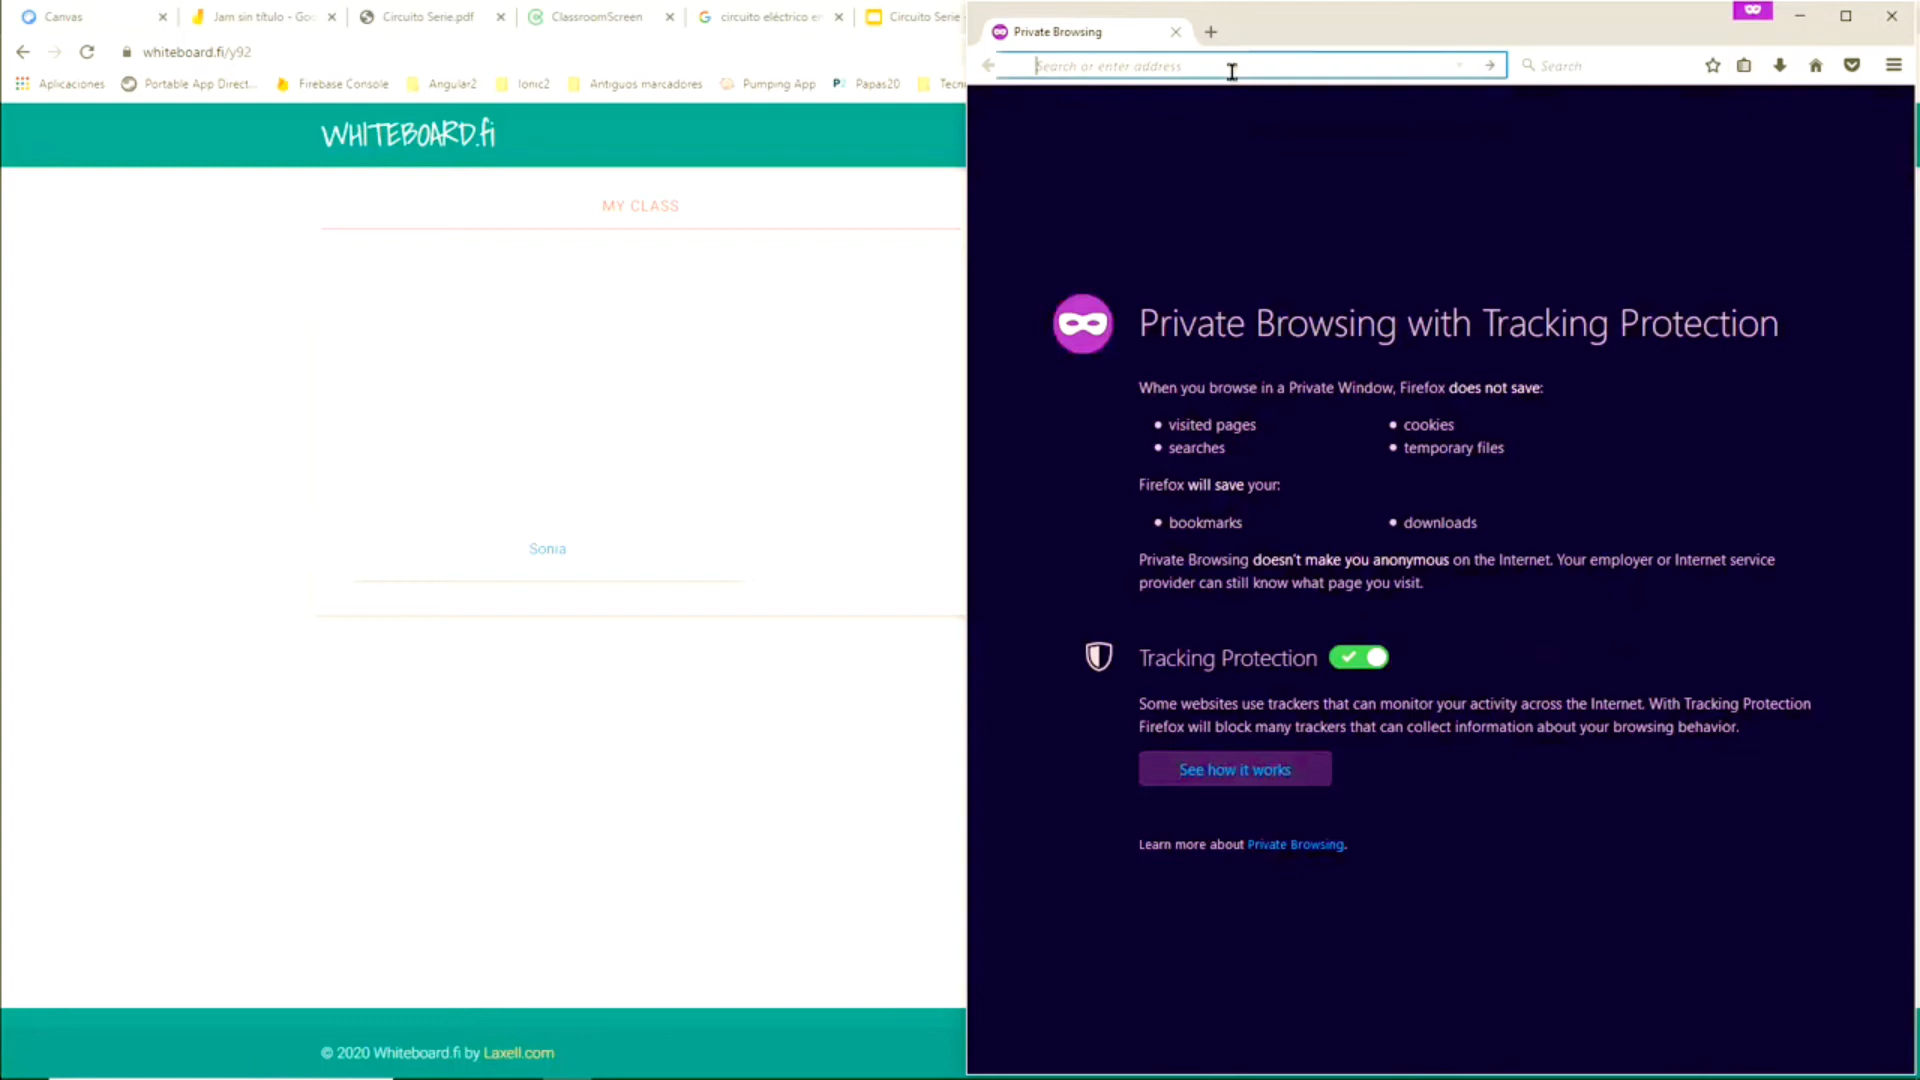 Canvas
Jam sin título - Goo
Circuito Serie.pdf
ClassroomScreen
circuito eléctrico en
Circuito Serie -
whiteboard.fi/y92
Aplicaciones
Portable App Direct...
Firebase Console
Angular2
Ionic2
Antiguos marcadores
Pumping App
Papas20
WHITEBOARD.fi
MY CLASS
Sonia
© 2020 Whiteboard.fi by Laxell.com
Private Browsing
Search or enter address
Search
Private Browsing with Tracking Protection
When you browse in a Private Window, Firefox does not save:
• visited pages
• cookies
• searches
• temporary files
Firefox will save your:
• bookmarks
• downloads
Private Browsing doesn't make you anonymous on the Internet. Your employer or Internet service
provider can still know what page you visit.
Tracking Protection
Some websites use trackers that can monitor your activity across the Internet. With Tracking Protection
Firefox will block many trackers that can collect information about your browsing behavior.
See how it works
Learn more about Private Browsing.